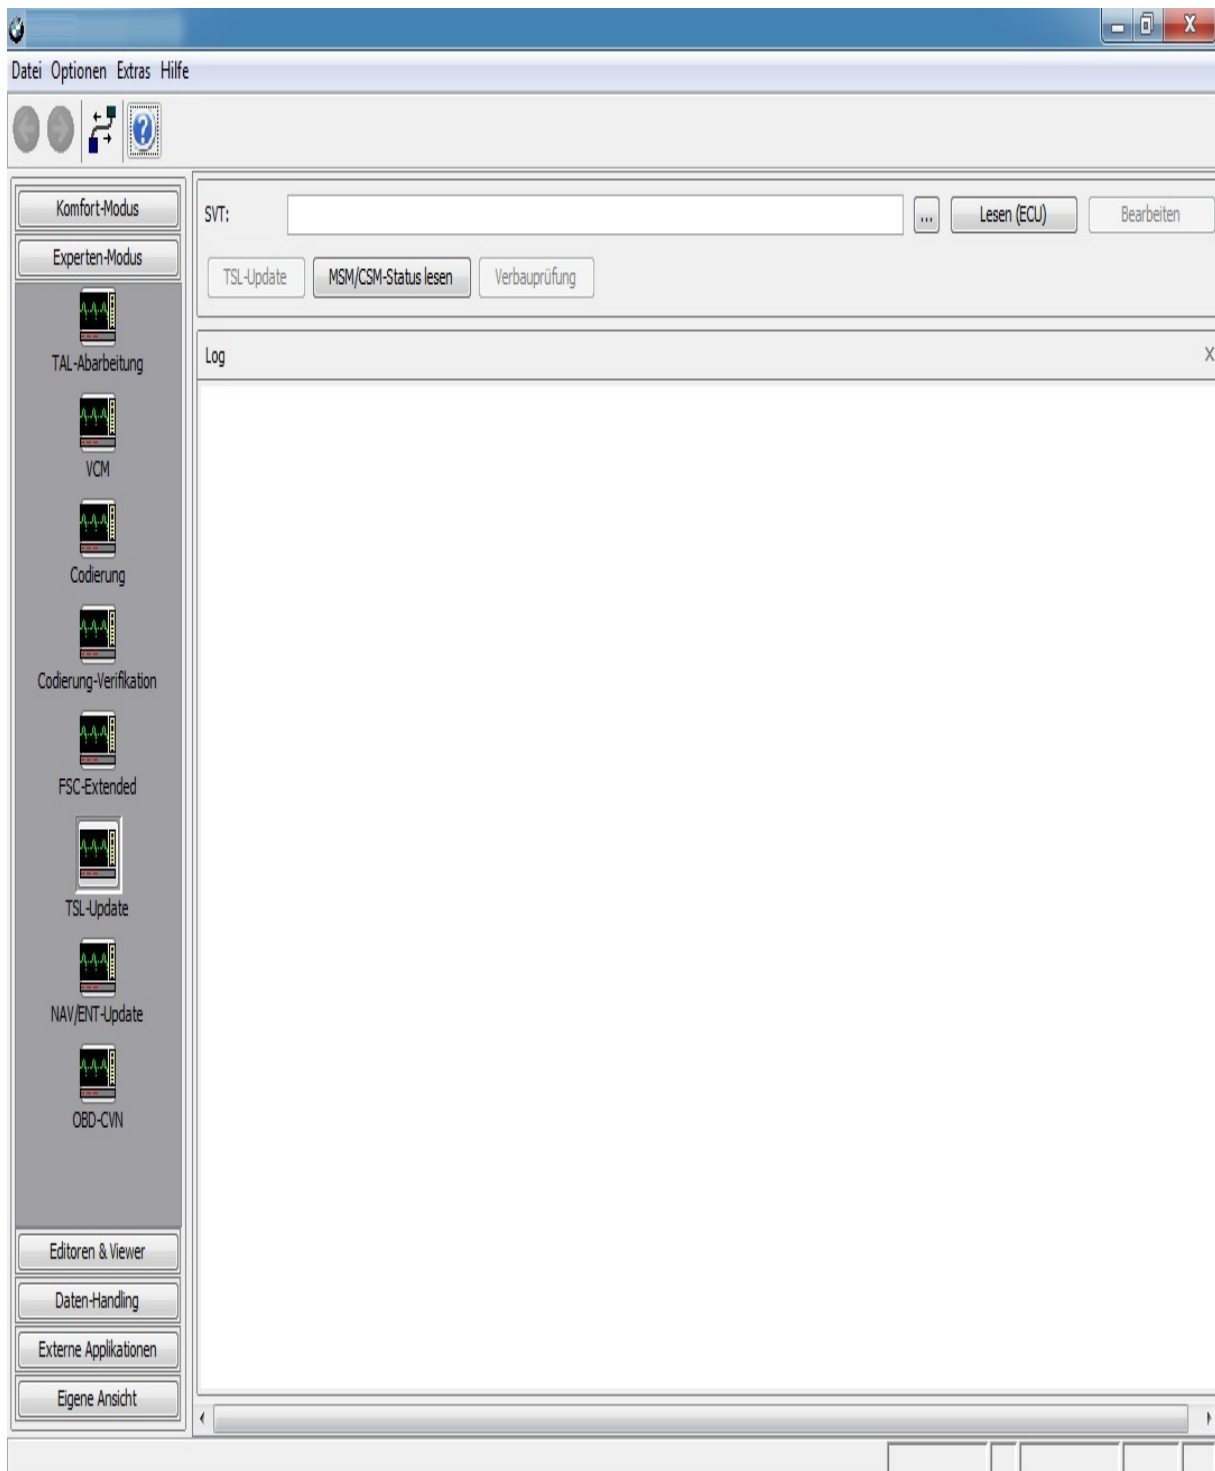 Datei Optionen Extras Hilfe
Komfort-Modus
Experten-Modus
TAL-Abarbeitung
VCM
Codierung
Codierung-Verifikation
FSC-Extended
TSL-Update
NAV/ENT-Update
OBD-CVN
Editoren & Viewer
Daten-Handling
Externe Applikationen
Eigene Ansicht
SVT: ... Lesen (ECU) Bearbeiten
TSL-Update MSM/CSM-Status lesen Verbauprüfung
Log X